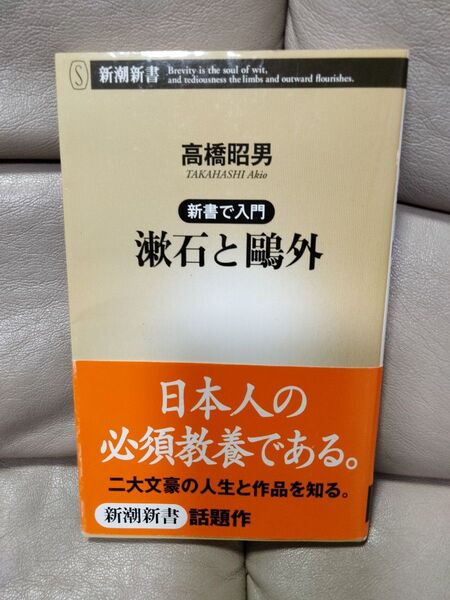 S 新潮新書
Brevity is the soul of wit,
and tediousness the limbs and outward flourishes.
高橋昭男
TAKAHASHI Akio
新書で入門
漱石と鷗外
日本人の
必須教養である。
二大文豪の人生と作品を知る。
新潮新書 話題作